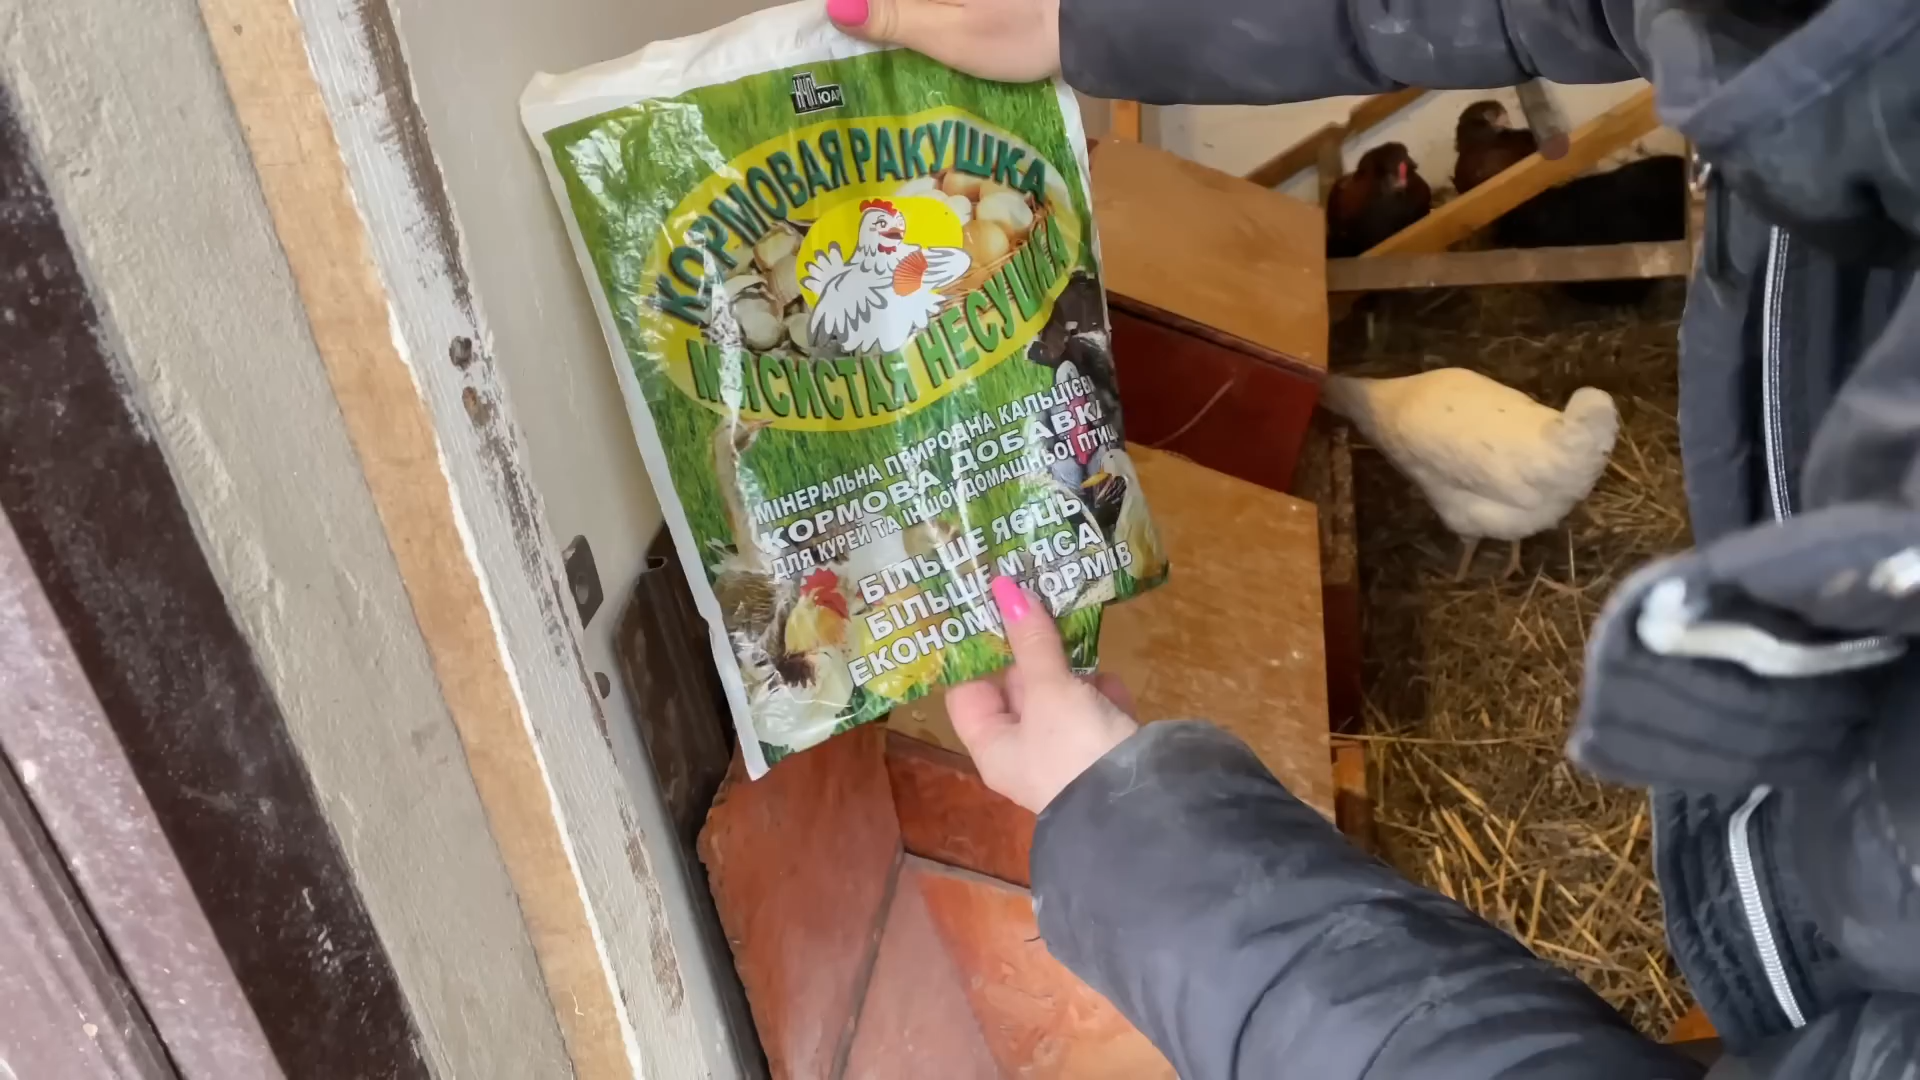 ЮАР
КОРМОВАЯ РАКУШКА
МЯСИСТАЯ НЕСУШКА
МІНЕРАЛЬНА ПРИРОДНА КАЛЬЦІЄВА
КОРМОВА ДОБАВКА
ДЛЯ КУРЕЙ ТА ІНШОЇ ДОМАШНЬОЇ ПТИЦІ
БІЛЬШЕ ЯЄЦЬ
БІЛЬШЕ М'ЯСА
ЕКОНОМІЯ КОРМІВ